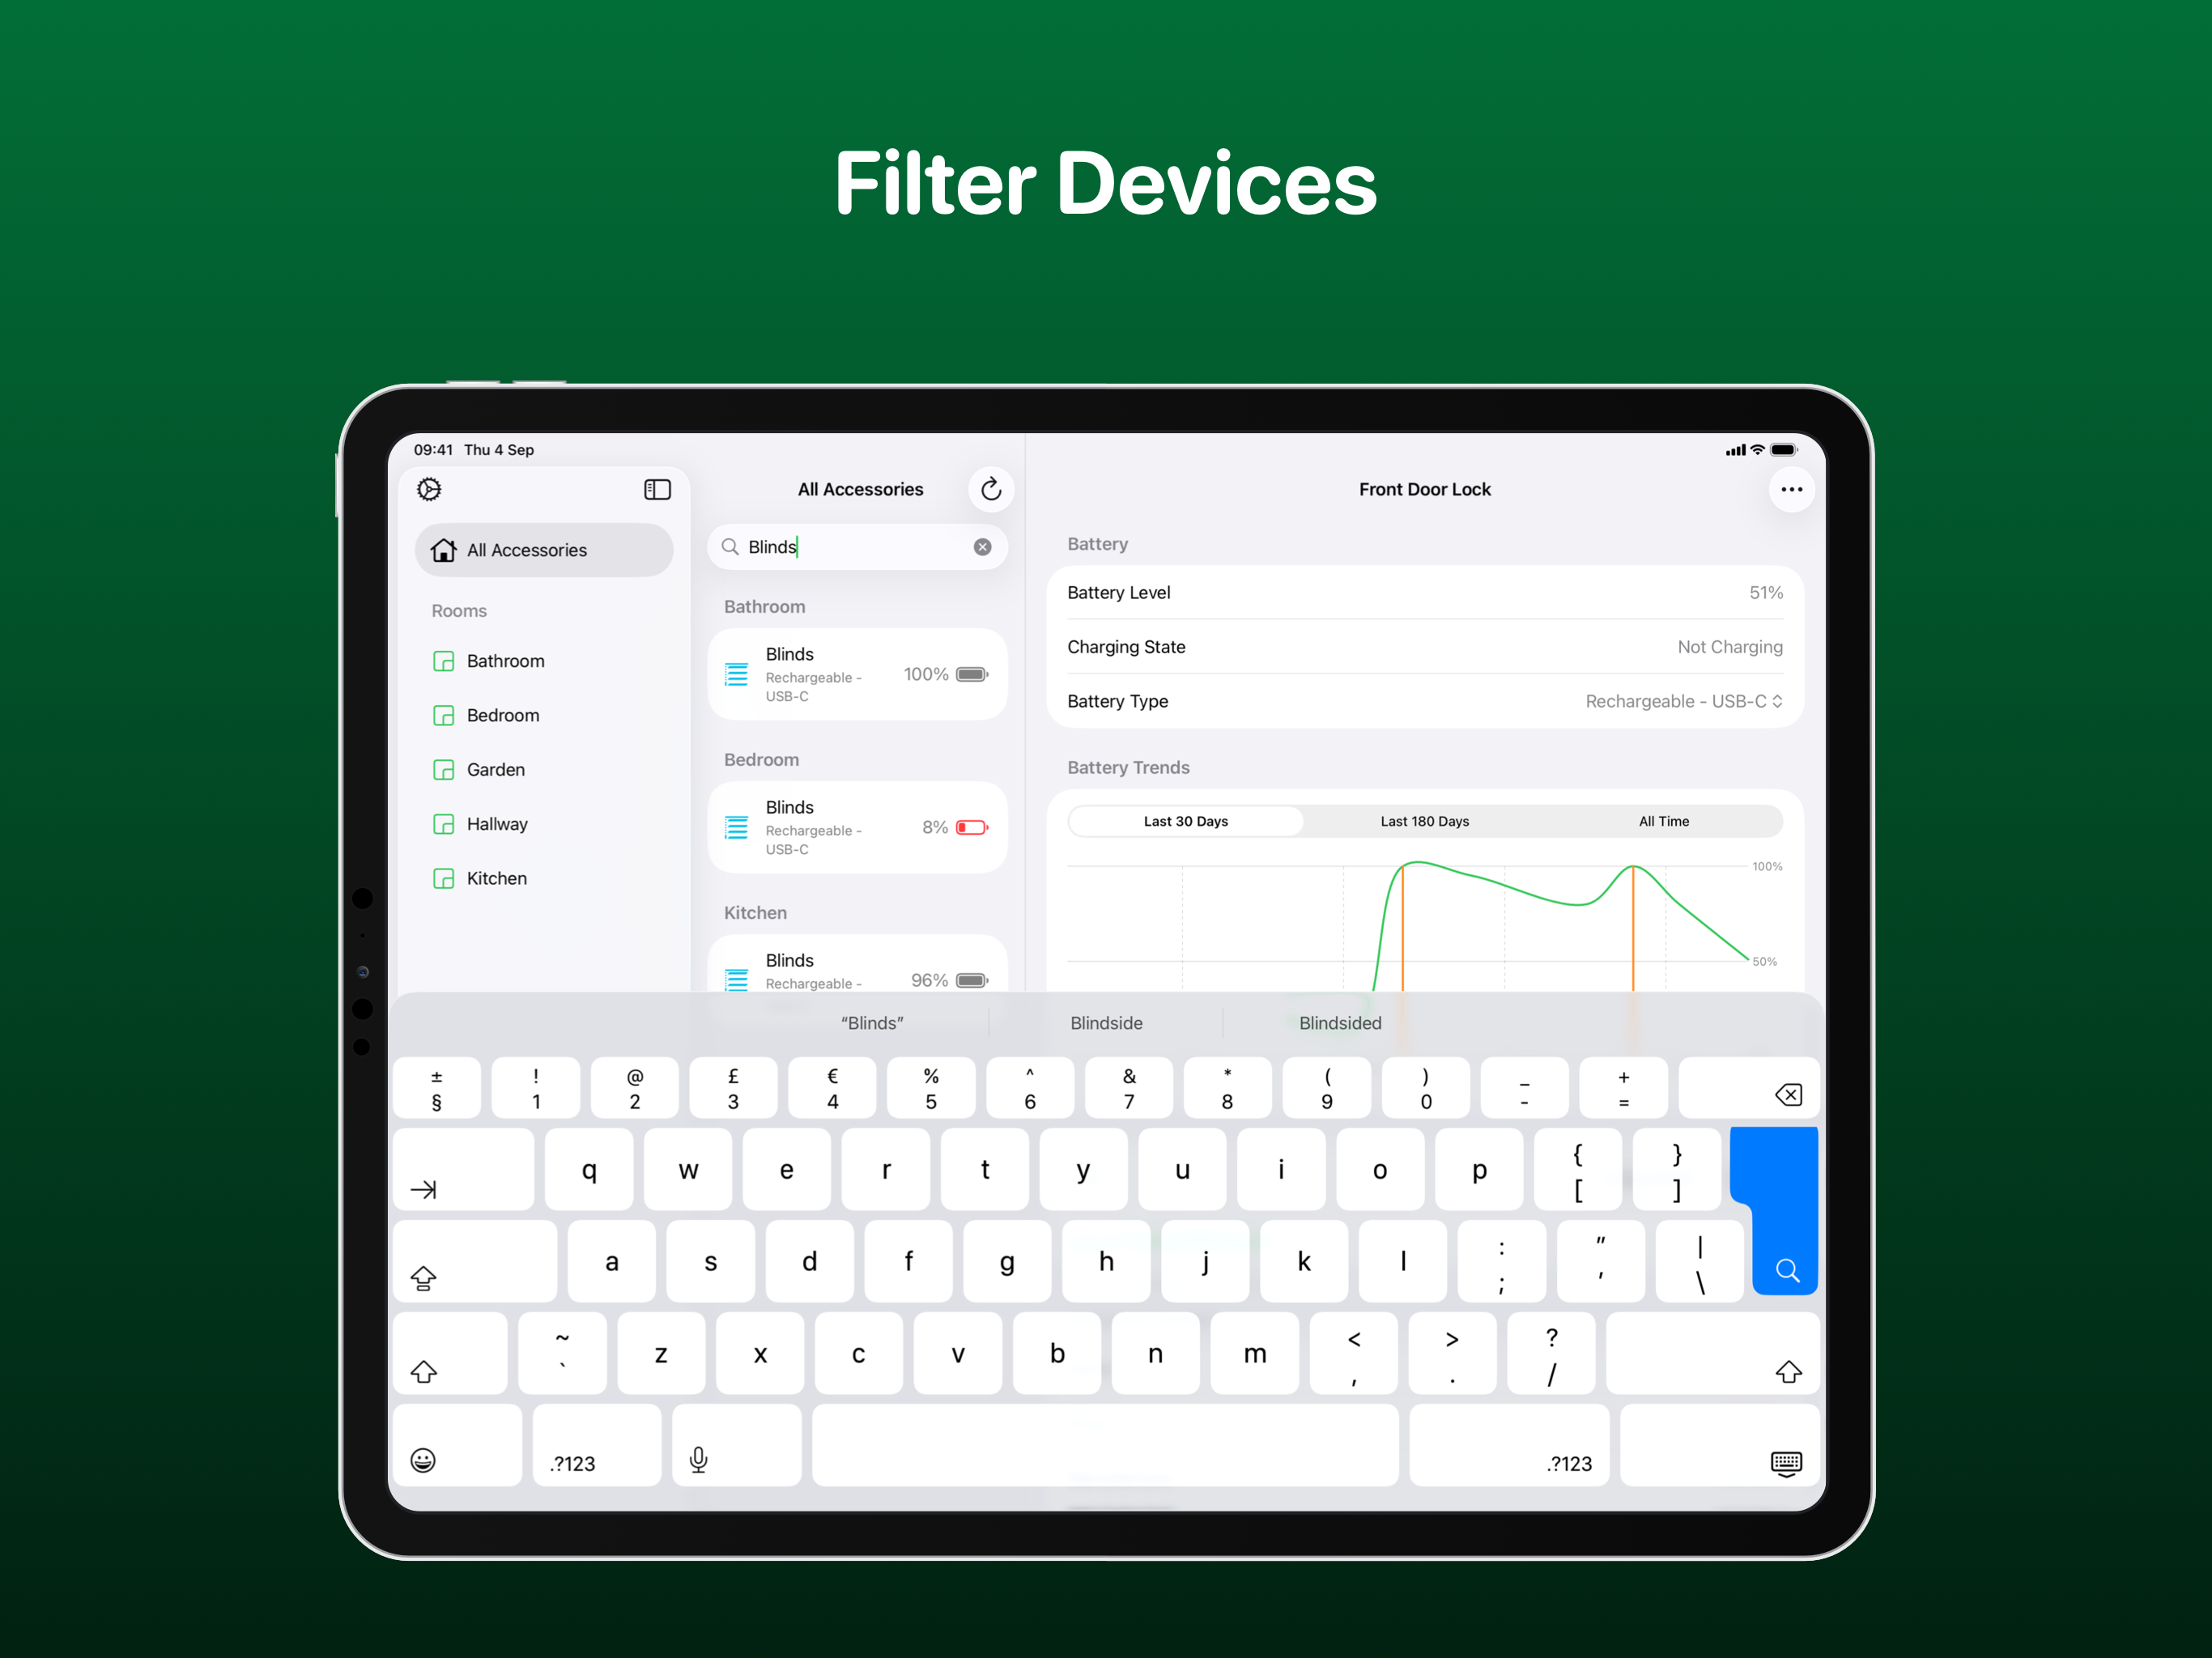 Filter Devices
09:41 Thu 4 Sep
All Accessories
Rooms
Bathroom
Bedroom
Garden
Hallway
Kitchen
All Accessories
Blinds
Bathroom
Blinds
Rechargeable -
USB-C
100%
Bedroom
Blinds
Rechargeable -
USB-C
8%
Kitchen
Blinds
Rechargeable -
96%
Front Door Lock
Battery
Battery Level 51%
Charging State Not Charging
Battery Type Rechargeable - USB-C
Battery Trends
Last 30 Days Last 180 Days All Time
100%
50%
“Blinds” Blindside Blindsided
± ! @ £ € % ^ & * ( ) _ +
§ 1 2 3 4 5 6 7 8 9 0 - =
q w e r t y u i o p { }
[ ]
a s d f g h j k l : " |
; ' \
~ z x c v b n m < > ?
` , . /
.?123 .?123